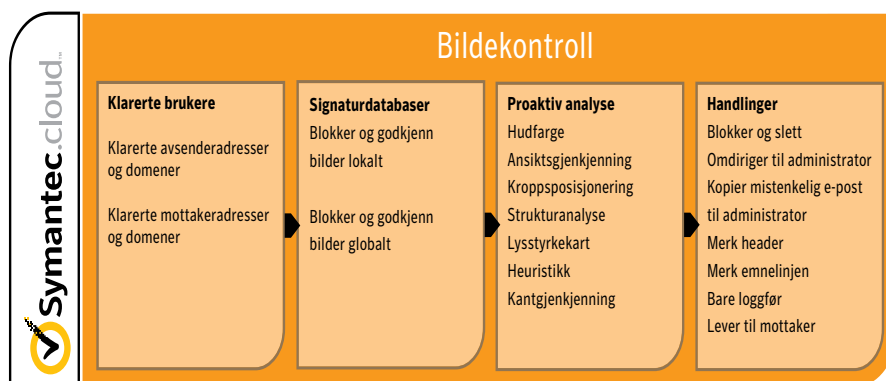 Symantec.cloud™
Bildekontroll
Klarerte brukere
Klarerte avsenderadresser
og domener
Klarerte mottakeradresser
og domener
Signaturdatabaser
Blokker og godkjenn
bilder lokalt
Blokker og godkjenn
bilder globalt
Proaktiv analyse
Hudfarge
Ansiktsgjenkjenning
Kroppsposisjonering
Strukturanalyse
Lysstyrkekart
Heuristikk
Kantgjenkjenning
Handlinger
Blokker og slett
Omdiriger til administrator
Kopier mistenkelig e-post
til administrator
Merk header
Merk emnelinjen
Bare loggfør
Lever til mottaker